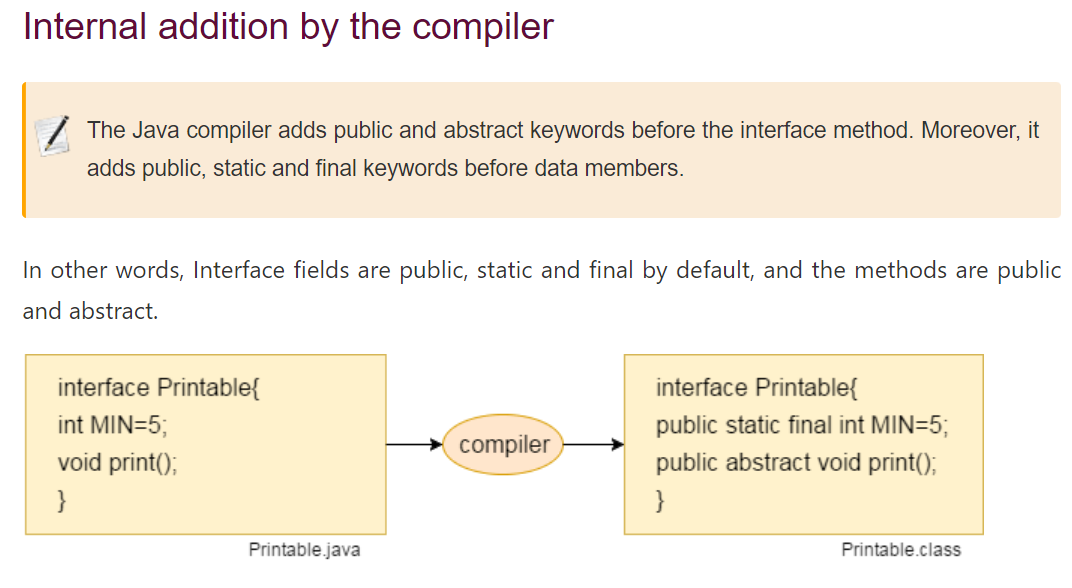 Internal addition by the compiler
The Java compiler adds public and abstract keywords before the interface method. Moreover, it
adds public, static and final keywords before data members.
In other words, Interface fields are public, static and final by default, and the methods are public
and abstract.
interface Printable{
int MIN=5;
void print();
}
Printable.java
compiler
interface Printable{
public static final int MIN=5;
public abstract void print();
}
Printable.class